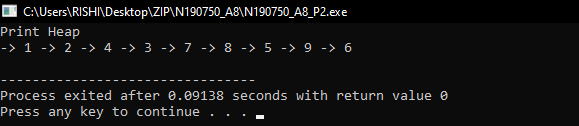 C:\Users\RISHI\Desktop\ZIP\N190750_A8\N190750_A8_P2.exe
Print Heap
-> 1 -> 2 -> 4 -> 3 -> 7 -> 8 -> 5 -> 9 -> 6
--------------------------------
Process exited after 0.09138 seconds with return value 0
Press any key to continue . . .